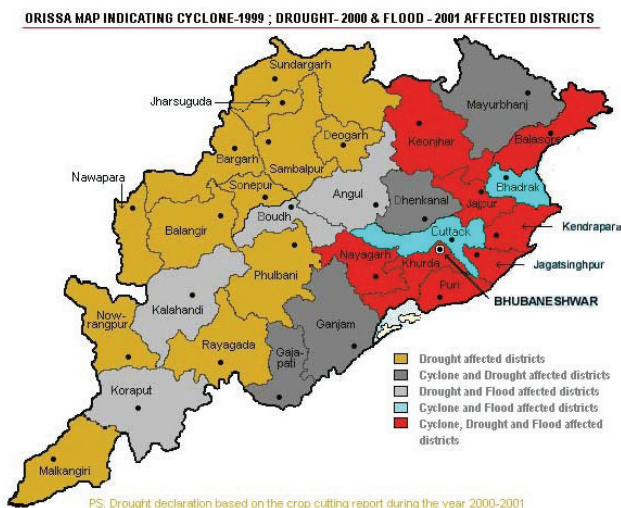 ORISSA MAP INDICATING CYCLONE-1999 ; DROUGHT- 2000 & FLOOD - 2001 AFFECTED DISTRICTS
Sundargarh
Mayurbhanj
Jharsuguda
Keonjhar
Balasore
Deogarh
Bargarh
Sambalpur
Nawapara
Sonepur
Angul
Bhadrak
Dhenkanal
Jajpur
Boudh
Balangir
Cuttack
Kendrapara
Nayagarh
Khurda
Jagatsinghpur
Phulbani
Puri
BHUBANESHWAR
Kalahandi
Now-
rangpur
Ganjam
Rayagada
Gaja-
pati
Koraput
Malkangiri
Drought affected districts
Cyclone and Drought affected districts
Drought and Flood affected districts
Cyclone and Flood affected districts
Cyclone, Drought and Flood affected
districts
PS: Drought declaration based on the crop cutting report during the year 2000-2001